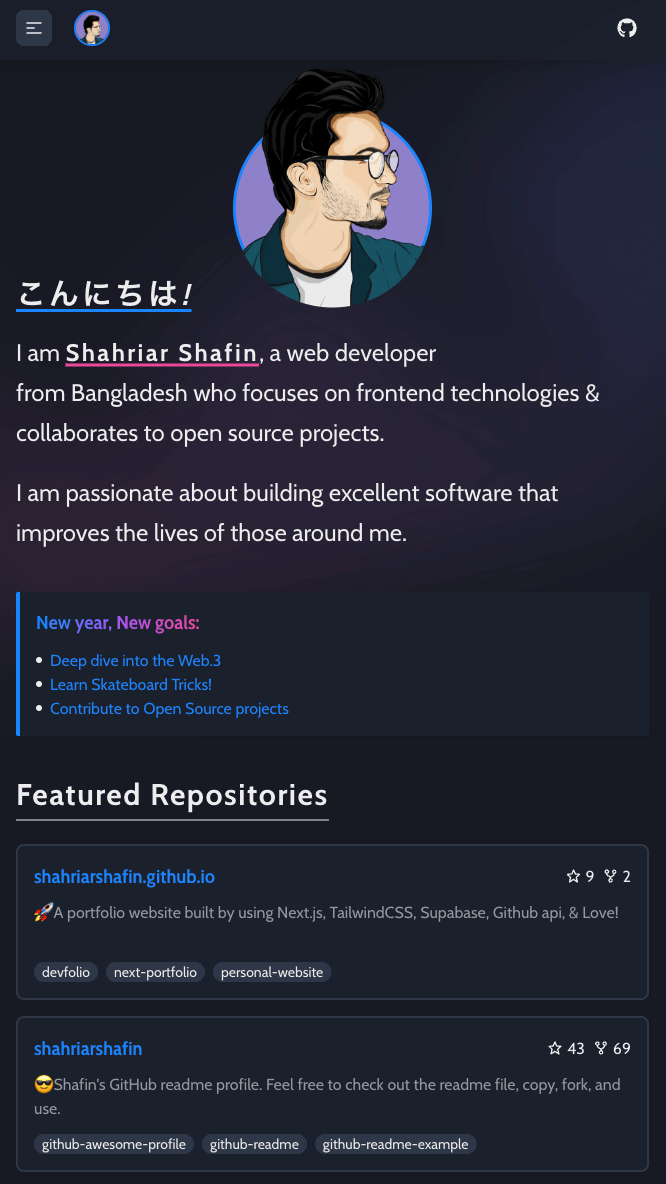 こんにちは!
I am Shahriar Shafin, a web developer
from Bangladesh who focuses on frontend technologies &
collaborates to open source projects.
I am passionate about building excellent software that
improves the lives of those around me.
New year, New goals:
Deep dive into the Web.3
Learn Skateboard Tricks!
Contribute to Open Source projects
Featured Repositories
shahriarshafin.github.io 9 2
🚀A portfolio website built by using Next.js, TailwindCSS, Supabase, Github api, & Love!
devfolio next-portfolio personal-website
shahriarshafin 43 69
😎Shafin's GitHub readme profile. Feel free to check out the readme file, copy, fork, and
use.
github-awesome-profile github-readme github-readme-example